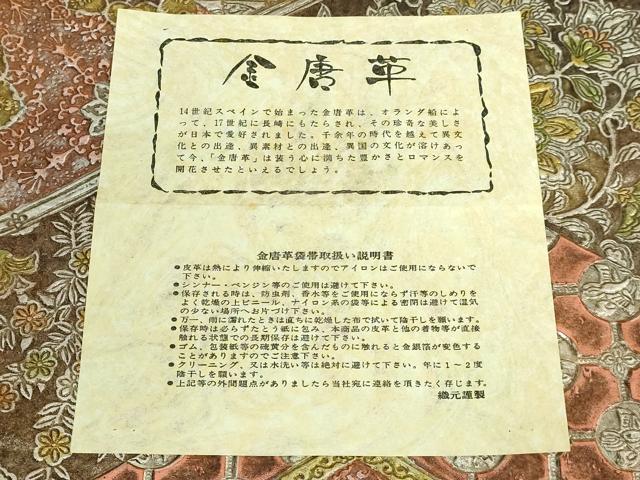 金唐革
14世紀スペインで始まった金唐革は、オランダ船によ
って、17世紀に長崎にもたらされ、その珍奇な美しさ
が日本で愛好されました。千余年の時代を越えて異文
化との出逢、異素材との出逢、異国の文化が溶けあっ
て今、「金唐革」は装う心に満ちた豊かさとロマンスを
開花させたといえるでしょう。
金唐革袋帯取扱い説明書
●皮革は熱により伸縮いたしますのでアイロンはご使用にならないで
下さい。
●シンナー・ベンジン等のご使用は避けて下さい。
●保存される時は、防虫剤、香水等をご使用にならず汗等のしめりを
よく乾燥の上ビニール、ナイロン系の袋等による密閉は避けて湿気
の少ない場所へお片づけ下さい。
●万一、雨に濡れたときは直ちに乾燥した布で拭いて陰干しを願います。
●保存時は必らずたとう紙に包み、本商品の皮革と他の着物等が直接
触れる状態での長期保存は避けて下さい。
●ゴム、包装紙等の硫黄分を含んだものに触れると金銀箔が変色する
ことがありますのでご注意下さい。
●クリーニング、又は水洗い等は絶対に避けて下さい。年に1~2度
陰干しを願います。
●上記等の外問題点がありましたら当社宛に連絡を頂きたく存じます。
織元謹製